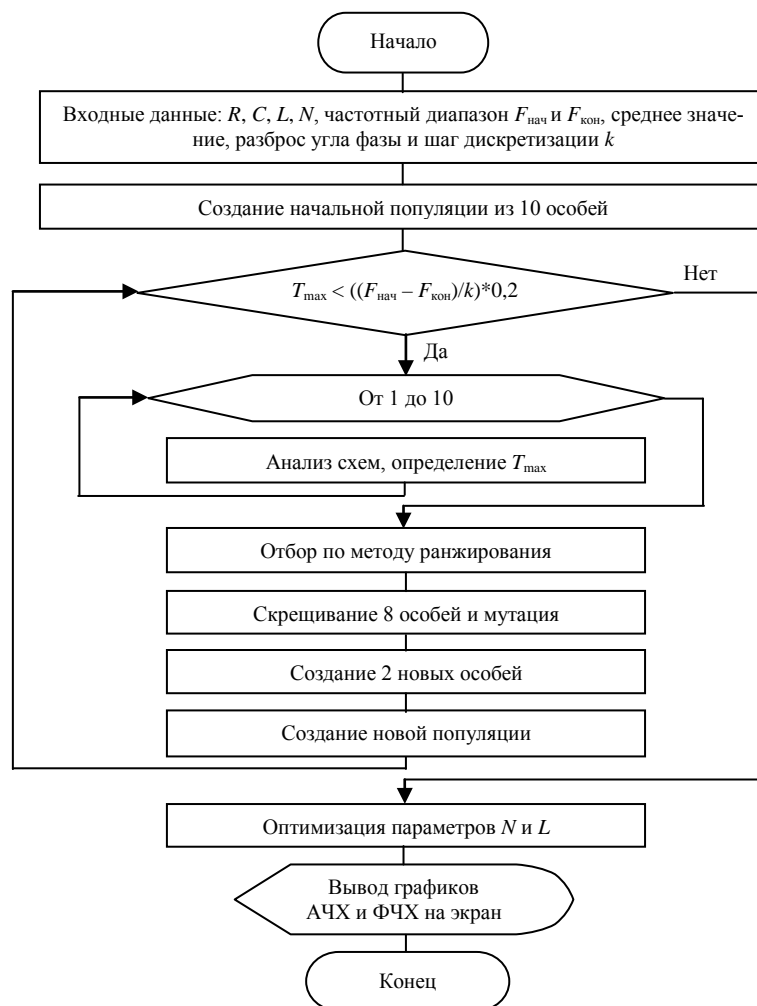 Начало
Входные данные: R, C, L, N, частотный диапазон Fнач и Fкон, среднее значе-
ние, разброс угла фазы и шаг дискретизации k
Создание начальной популяции из 10 особей
Tmax < ((Fнач – Fкон)/k)*0,2
Нет
Да
От 1 до 10
Анализ схем, определение Tmax
Отбор по методу ранжирования
Скрещивание 8 особей и мутация
Создание 2 новых особей
Создание новой популяции
Оптимизация параметров N и L
Вывод графиков
АЧХ и ФЧХ на экран
Конец